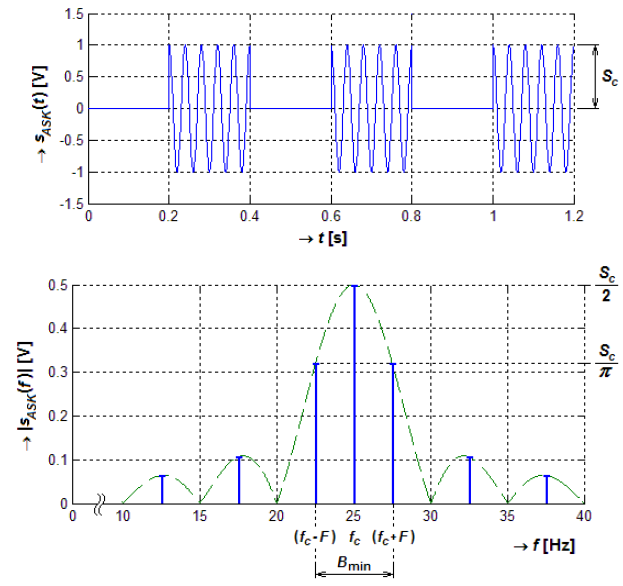 1.5
1
0.5
0
-0.5
-1
-1.5
→ s_ASK(t) [V]
S_c
0 0.2 0.4 0.6 0.8 1 1.2
→ t [s]
0.5
0.4
0.3
0.2
0.1
0
→ |s_ASK(f)| [V]
S_c
2
S_c
π
10 15 20 25 30 35 40
(f_c-F) f_c (f_c+F)
→ f [Hz]
B_min